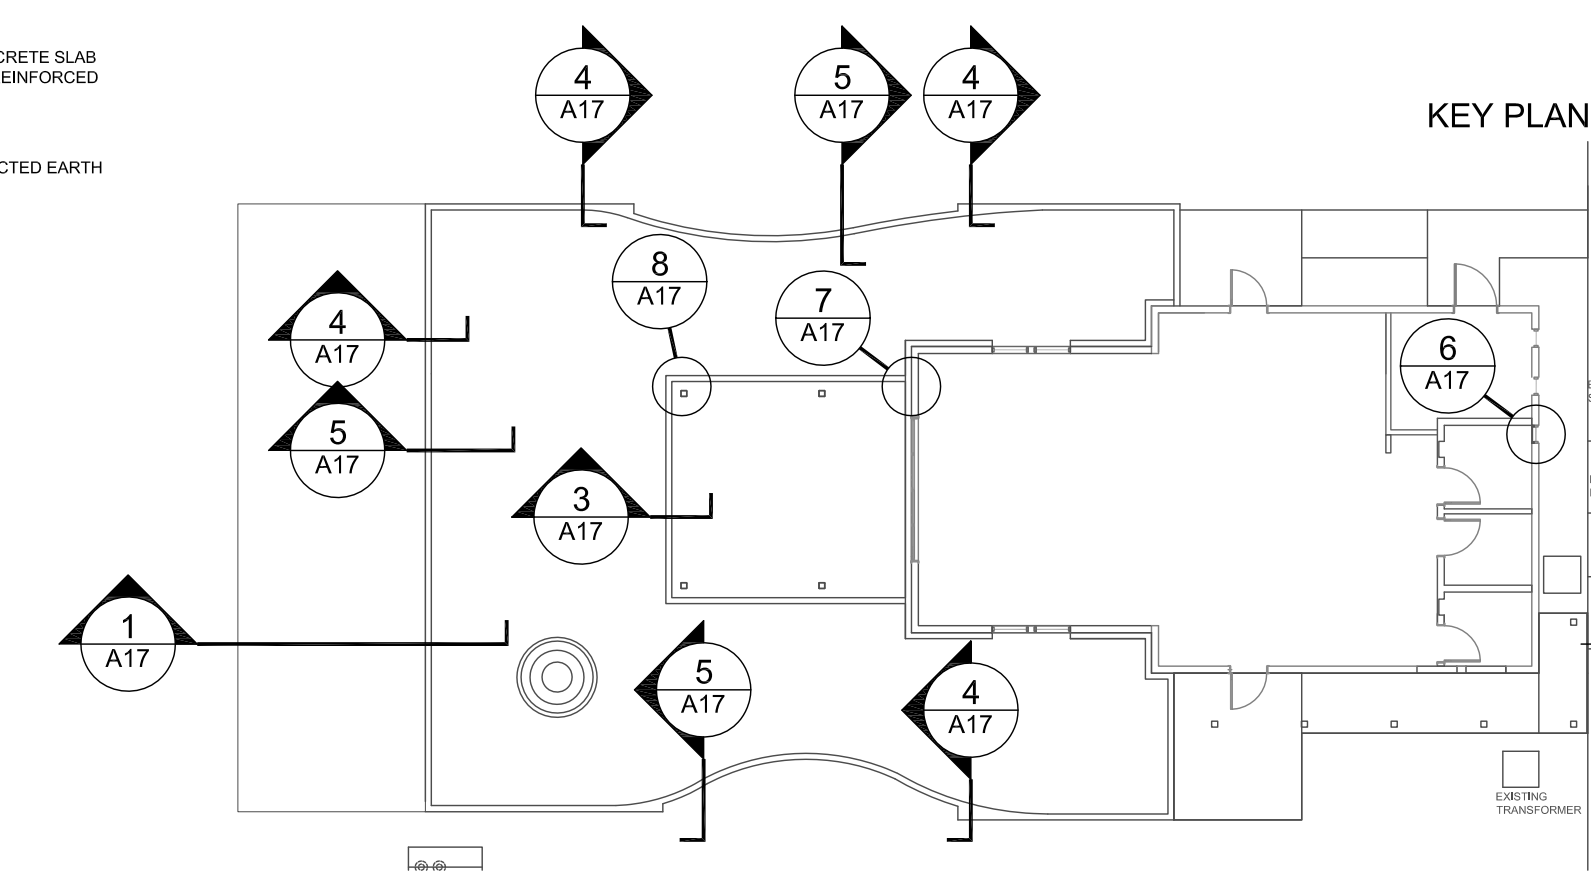 CRETE SLAB
EINFORCED
CTED EARTH
KEY PLAN
4
A17
5
A17
4
A17
8
A17
7
A17
4
A17
6
A17
5
A17
3
A17
1
A17
5
A17
4
A17
EXISTING
TRANSFORMER